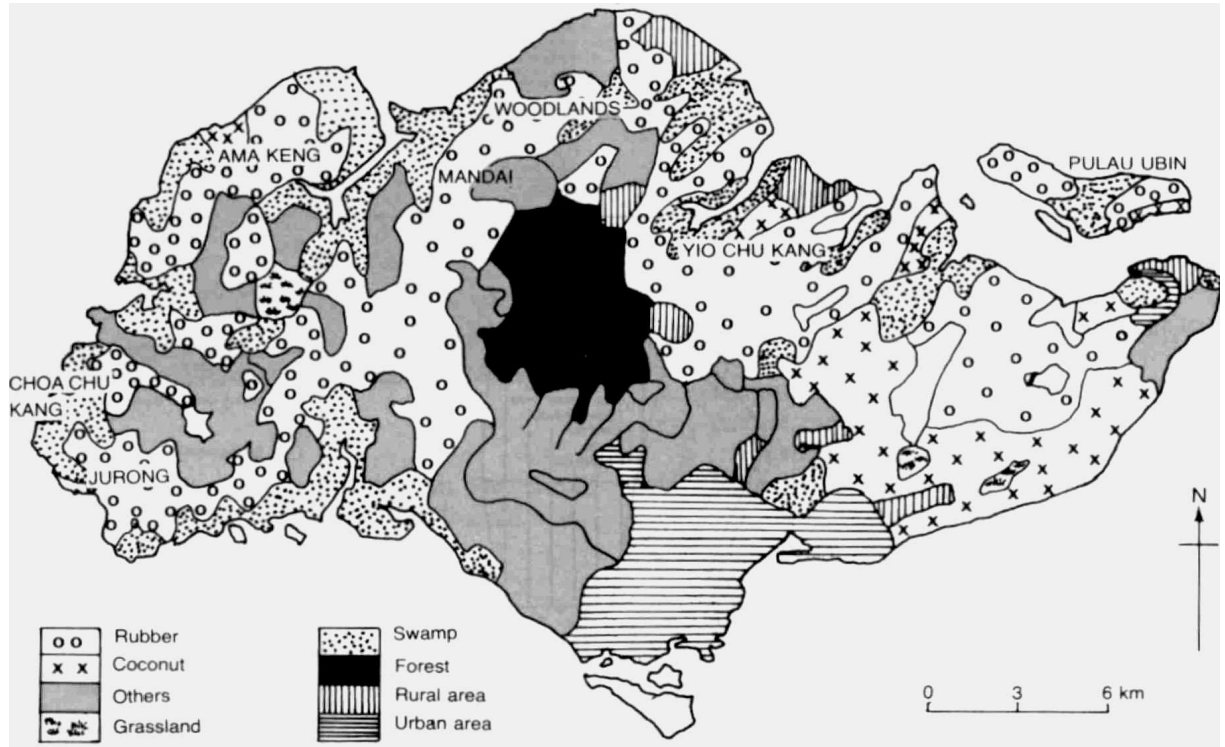 WOODLANDS
AMA KENG
MANDAI
PULAU UBIN
YIO CHU KANG
CHOA CHU
KANG
JURONG
N
Rubber
Coconut
Others
Grassland
Swamp
Forest
Rural area
Urban area
0 3 6 km